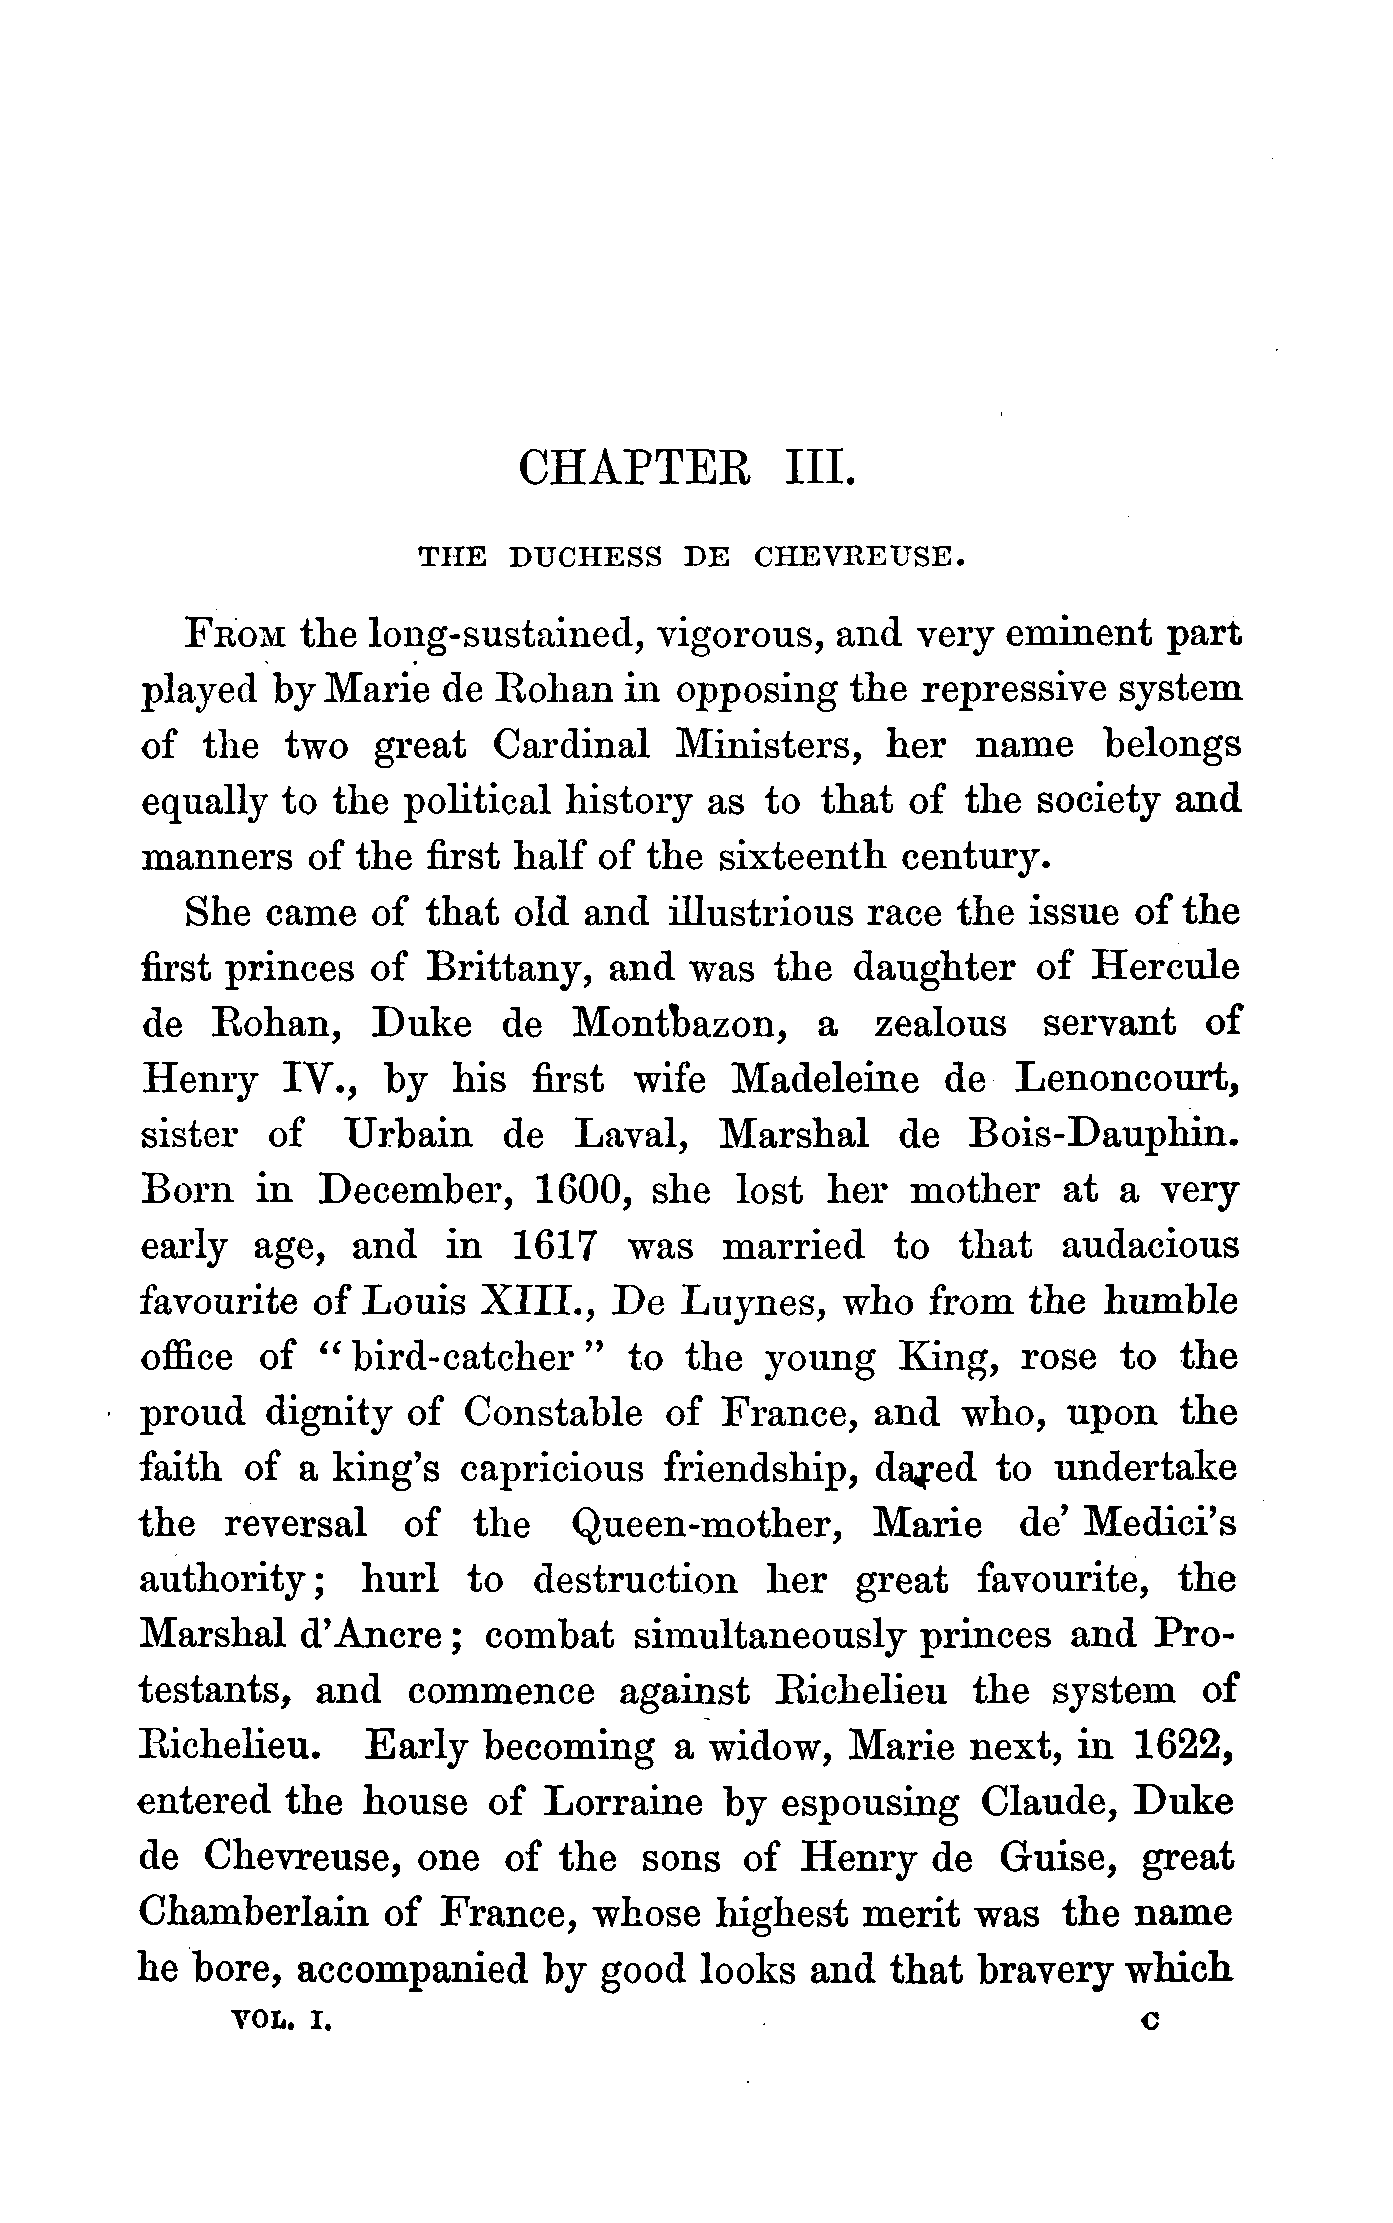 CHAPTER III.
THE DUCHESS DE CHEVREUSE.
FROM the long-sustained, vigorous, and very eminent part
played by Marie de Rohan in opposing the repressive system
of the two great Cardinal Ministers, her name belongs
equally to the political history as to that of the society and
manners of the first half of the sixteenth century.
She came of that old and illustrious race the issue of the
first princes of Brittany, and was the daughter of Hercule
de Rohan, Duke de Montbazon, a zealous servant of
Henry IV., by his first wife Madeleine de Lenoncourt,
sister of Urbain de Laval, Marshal de Bois-Dauphin.
Born in December, 1600, she lost her mother at a very
early age, and in 1617 was married to that audacious
favourite of Louis XIII., De Luynes, who from the humble
office of "bird-catcher" to the young King, rose to the
proud dignity of Constable of France, and who, upon the
faith of a king's capricious friendship, dared to undertake
the reversal of the Queen-mother, Marie de' Medici's
authority; hurl to destruction her great favourite, the
Marshal d'Ancre; combat simultaneously princes and Pro-
testants, and commence against Richelieu the system of
Richelieu. Early becoming a widow, Marie next, in 1622,
entered the house of Lorraine by espousing Claude, Duke
de Chevreuse, one of the sons of Henry de Guise, great
Chamberlain of France, whose highest merit was the name
he bore, accompanied by good looks and that bravery which
VOL. I. C